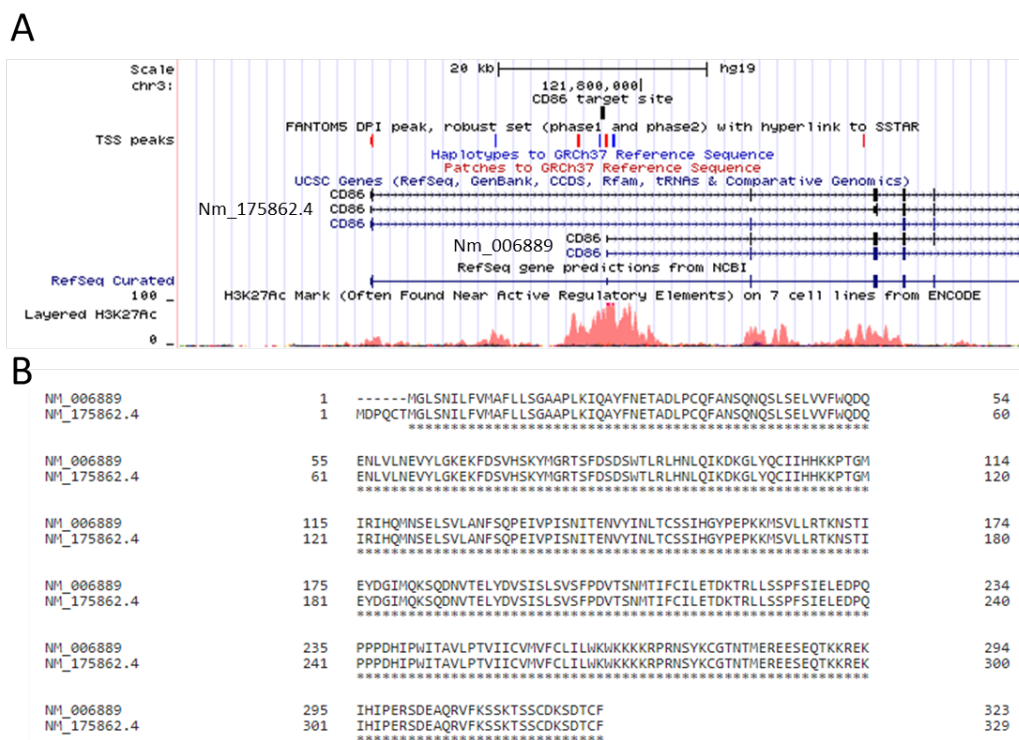 A
Scale 20 kb hg19
chr3: 121,800,000|
CD86 target site
FANTOM5 DPI peak, robust set (phase1 and phase2) with hyperlink to SSTAR
TSS peaks
Haplotypes to GRCh37 Reference Sequence
Patches to GRCh37 Reference Sequence
UCSC Genes (RefSeq, GenBank, CCDS, Rfam, tRNAs & Comparative Genomics)
CD86
Nm_175862.4 CD86
CD86
Nm_006889 CD86
CD86
RefSeq gene predictions from NCBI
RefSeq Curated
100 _ H3K27Ac Mark (Often Found Near Active Regulatory Elements) on 7 cell lines from ENCODE
Layered H3K27Ac
0 _
B
NM_006889 1 ------MGLSNILFVMAFLLSGAAPLKIQAYFNETADLPCQFANSQNQSLSELVVFWQDQ 54
NM_175862.4 1 MDPQCTMGLSNILFVMAFLLSGAAPLKIQAYFNETADLPCQFANSQNQSLSELVVFWQDQ 60
******************************************************
NM_006889 55 ENLVLNEVYLGKEKFDSVHSKYMGRTSFDSDSWTLRLHNLQIKDKGLYQCIIHHKKPTGM 114
NM_175862.4 61 ENLVLNEVYLGKEKFDSVHSKYMGRTSFDSDSWTLRLHNLQIKDKGLYQCIIHHKKPTGM 120
************************************************************
NM_006889 115 IRIHQMNSELSVLANFSQPEIVPISNITENVYINLTCSSIHGYPEPKKMSVLLRTKNSTI 174
NM_175862.4 121 IRIHQMNSELSVLANFSQPEIVPISNITENVYINLTCSSIHGYPEPKKMSVLLRTKNSTI 180
************************************************************
NM_006889 175 EYDGIMQKSQDNVTELYDVSISLSVSFPDVTSNMTIFCILETDKTRLLSSPFSIELEDPQ 234
NM_175862.4 181 EYDGIMQKSQDNVTELYDVSISLSVSFPDVTSNMTIFCILETDKTRLLSSPFSIELEDPQ 240
************************************************************
NM_006889 235 PPPDHIPWITAVLPTVIICVMVFCLILWKWKKKKRPRNSYKCGTNTMEREESEQTKKREK 294
NM_175862.4 241 PPPDHIPWITAVLPTVIICVMVFCLILWKWKKKKRPRNSYKCGTNTMEREESEQTKKREK 300
************************************************************
NM_006889 295 IHIPERSDEAQRVFKSSKTSSCDKSDTCF 323
NM_175862.4 301 IHIPERSDEAQRVFKSSKTSSCDKSDTCF 329
*****************************